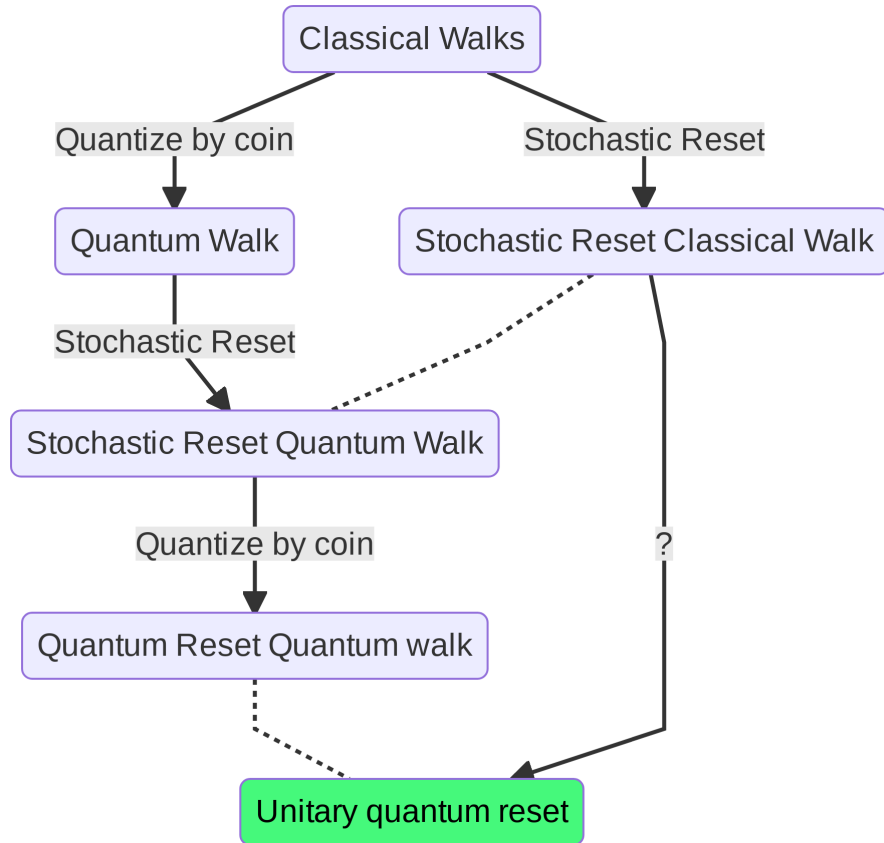 Classical Walks
Quantize by coin
Stochastic Reset
Quantum Walk
Stochastic Reset Classical Walk
Stochastic Reset
Stochastic Reset Quantum Walk
Quantize by coin
?
Quantum Reset Quantum walk
Unitary quantum reset